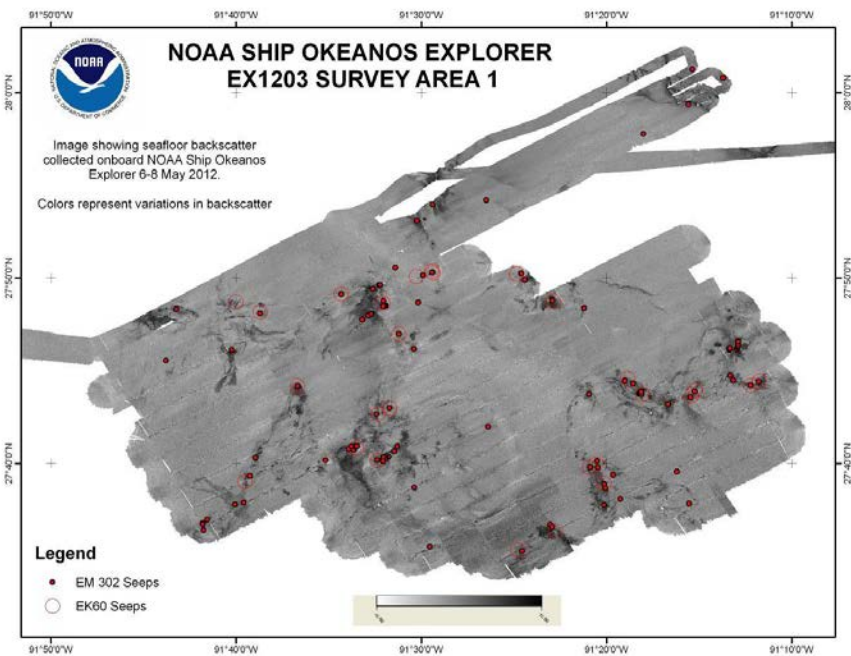 91°50'0"W 91°40'0"W 91°30'0"W 91°20'0"W 91°10'0"W
NOAA
NOAA SHIP OKEANOS EXPLORER
EX1203 SURVEY AREA 1
Image showing seafloor backscatter
collected onboard NOAA Ship Okeanos
Explorer 6-8 May 2012.
Colors represent variations in backscatter
28°0'0"N 28°0'0"N
27°50'0"N 27°50'0"N
27°40'0"N 27°40'0"N
Legend
EM 302 Seeps
EK60 Seeps
91°50'0"W 91°40'0"W 91°30'0"W 91°20'0"W 91°10'0"W